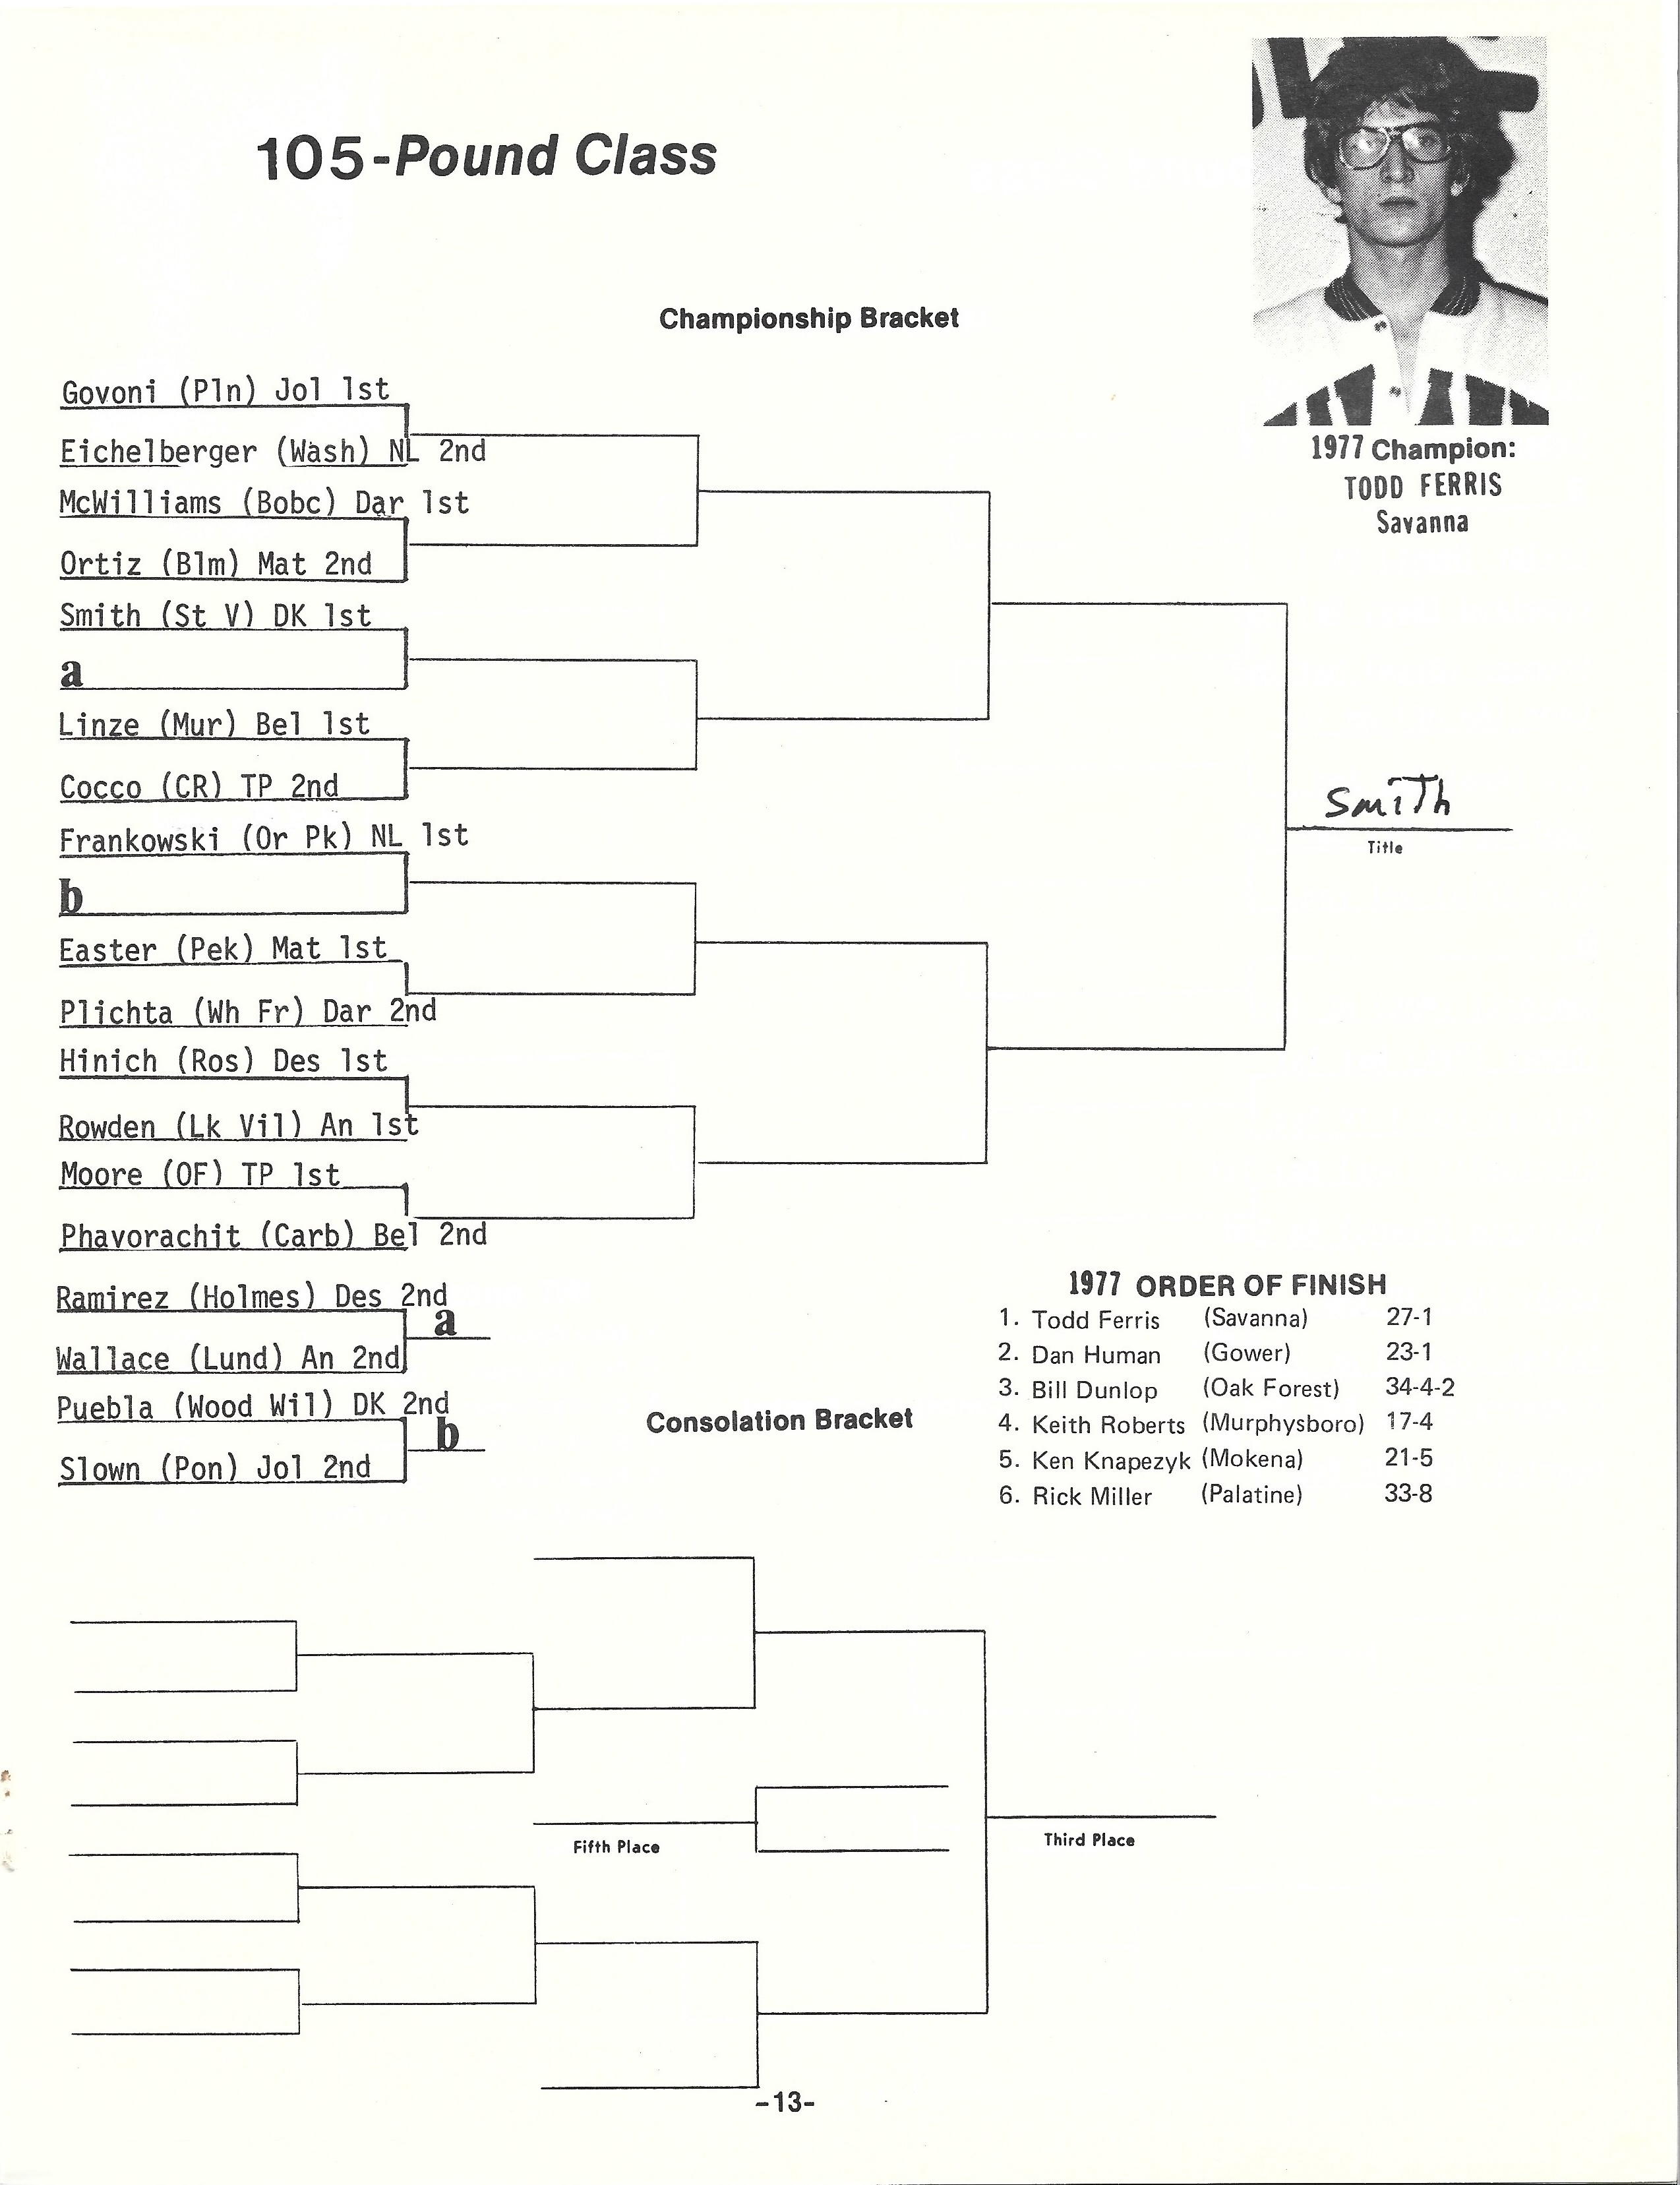 105-Pound Class
Championship Bracket
1977 Champion:
TODD FERRIS
Savanna
Govoni (Pln) Jol 1st
Eichelberger (Wash) NL 2nd
McWilliams (Bobc) Dar 1st
Ortiz (Blm) Mat 2nd
Smith (St V) DK 1st
a
Linze (Mur) Bel 1st
Cocco (CR) TP 2nd
Frankowski (Or Pk) NL 1st
b
Easter (Pek) Mat 1st
Plichta (Wh Fr) Dar 2nd
Hinich (Ros) Des 1st
Rowden (Lk Vil) An 1st
Moore (OF) TP 1st
Phavorachit (Carb) Bel 2nd
Smith
Title
Ramirez (Holmes) Des 2nd
a
Wallace (Lund) An 2nd
Puebla (Wood Wil) DK 2nd
b
Slown (Pon) Jol 2nd
1977 ORDER OF FINISH
1. Todd Ferris (Savanna) 27-1
2. Dan Human (Gower) 23-1
3. Bill Dunlop (Oak Forest) 34-4-2
4. Keith Roberts (Murphysboro) 17-4
5. Ken Knapezyk (Mokena) 21-5
6. Rick Miller (Palatine) 33-8
Consolation Bracket
Fifth Place
Third Place
-13-